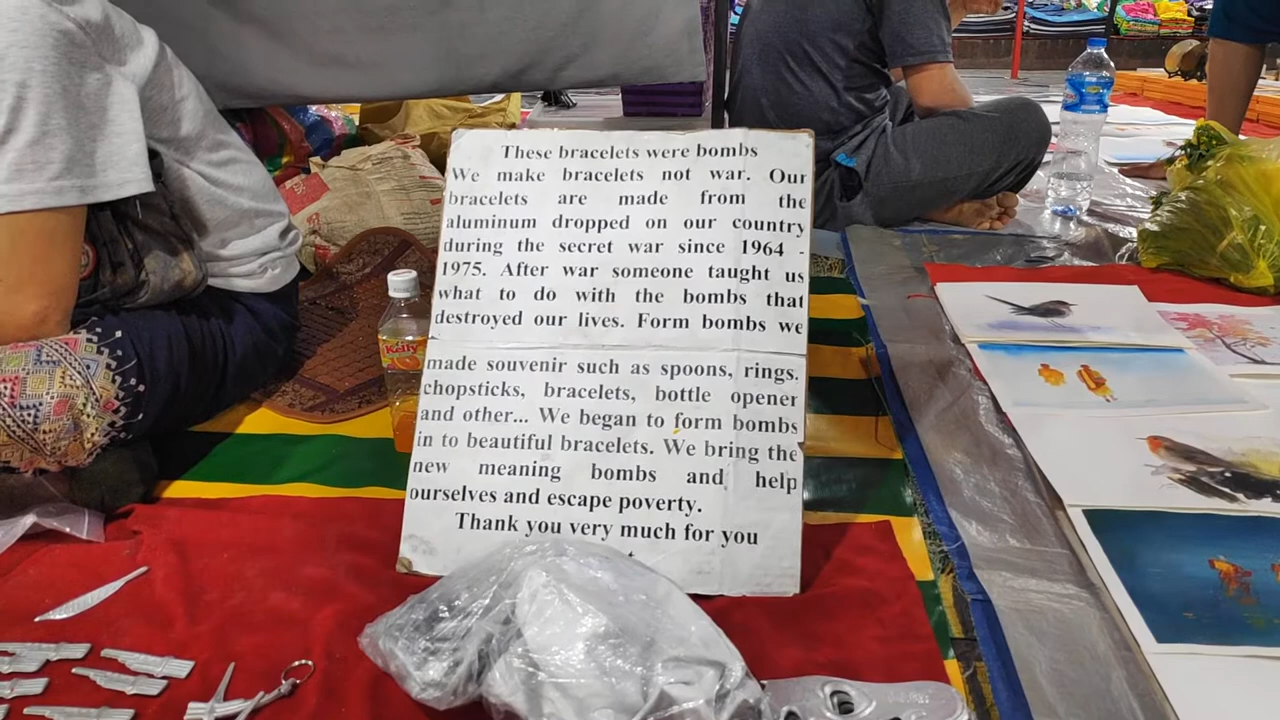 These bracelets were bombs
We make bracelets not war. Our
bracelets are made from the
aluminum dropped on our country
during the secret war since 1964 -
1975. After war someone taught us
what to do with the bombs that
destroyed our lives. Form bombs we
made souvenir such as spoons, rings.
chopsticks, bracelets, bottle opener
and other... We began to form bombs
in to beautiful bracelets. We bring the
new meaning bombs and help
ourselves and escape poverty.
Thank you very much for you
Kelly